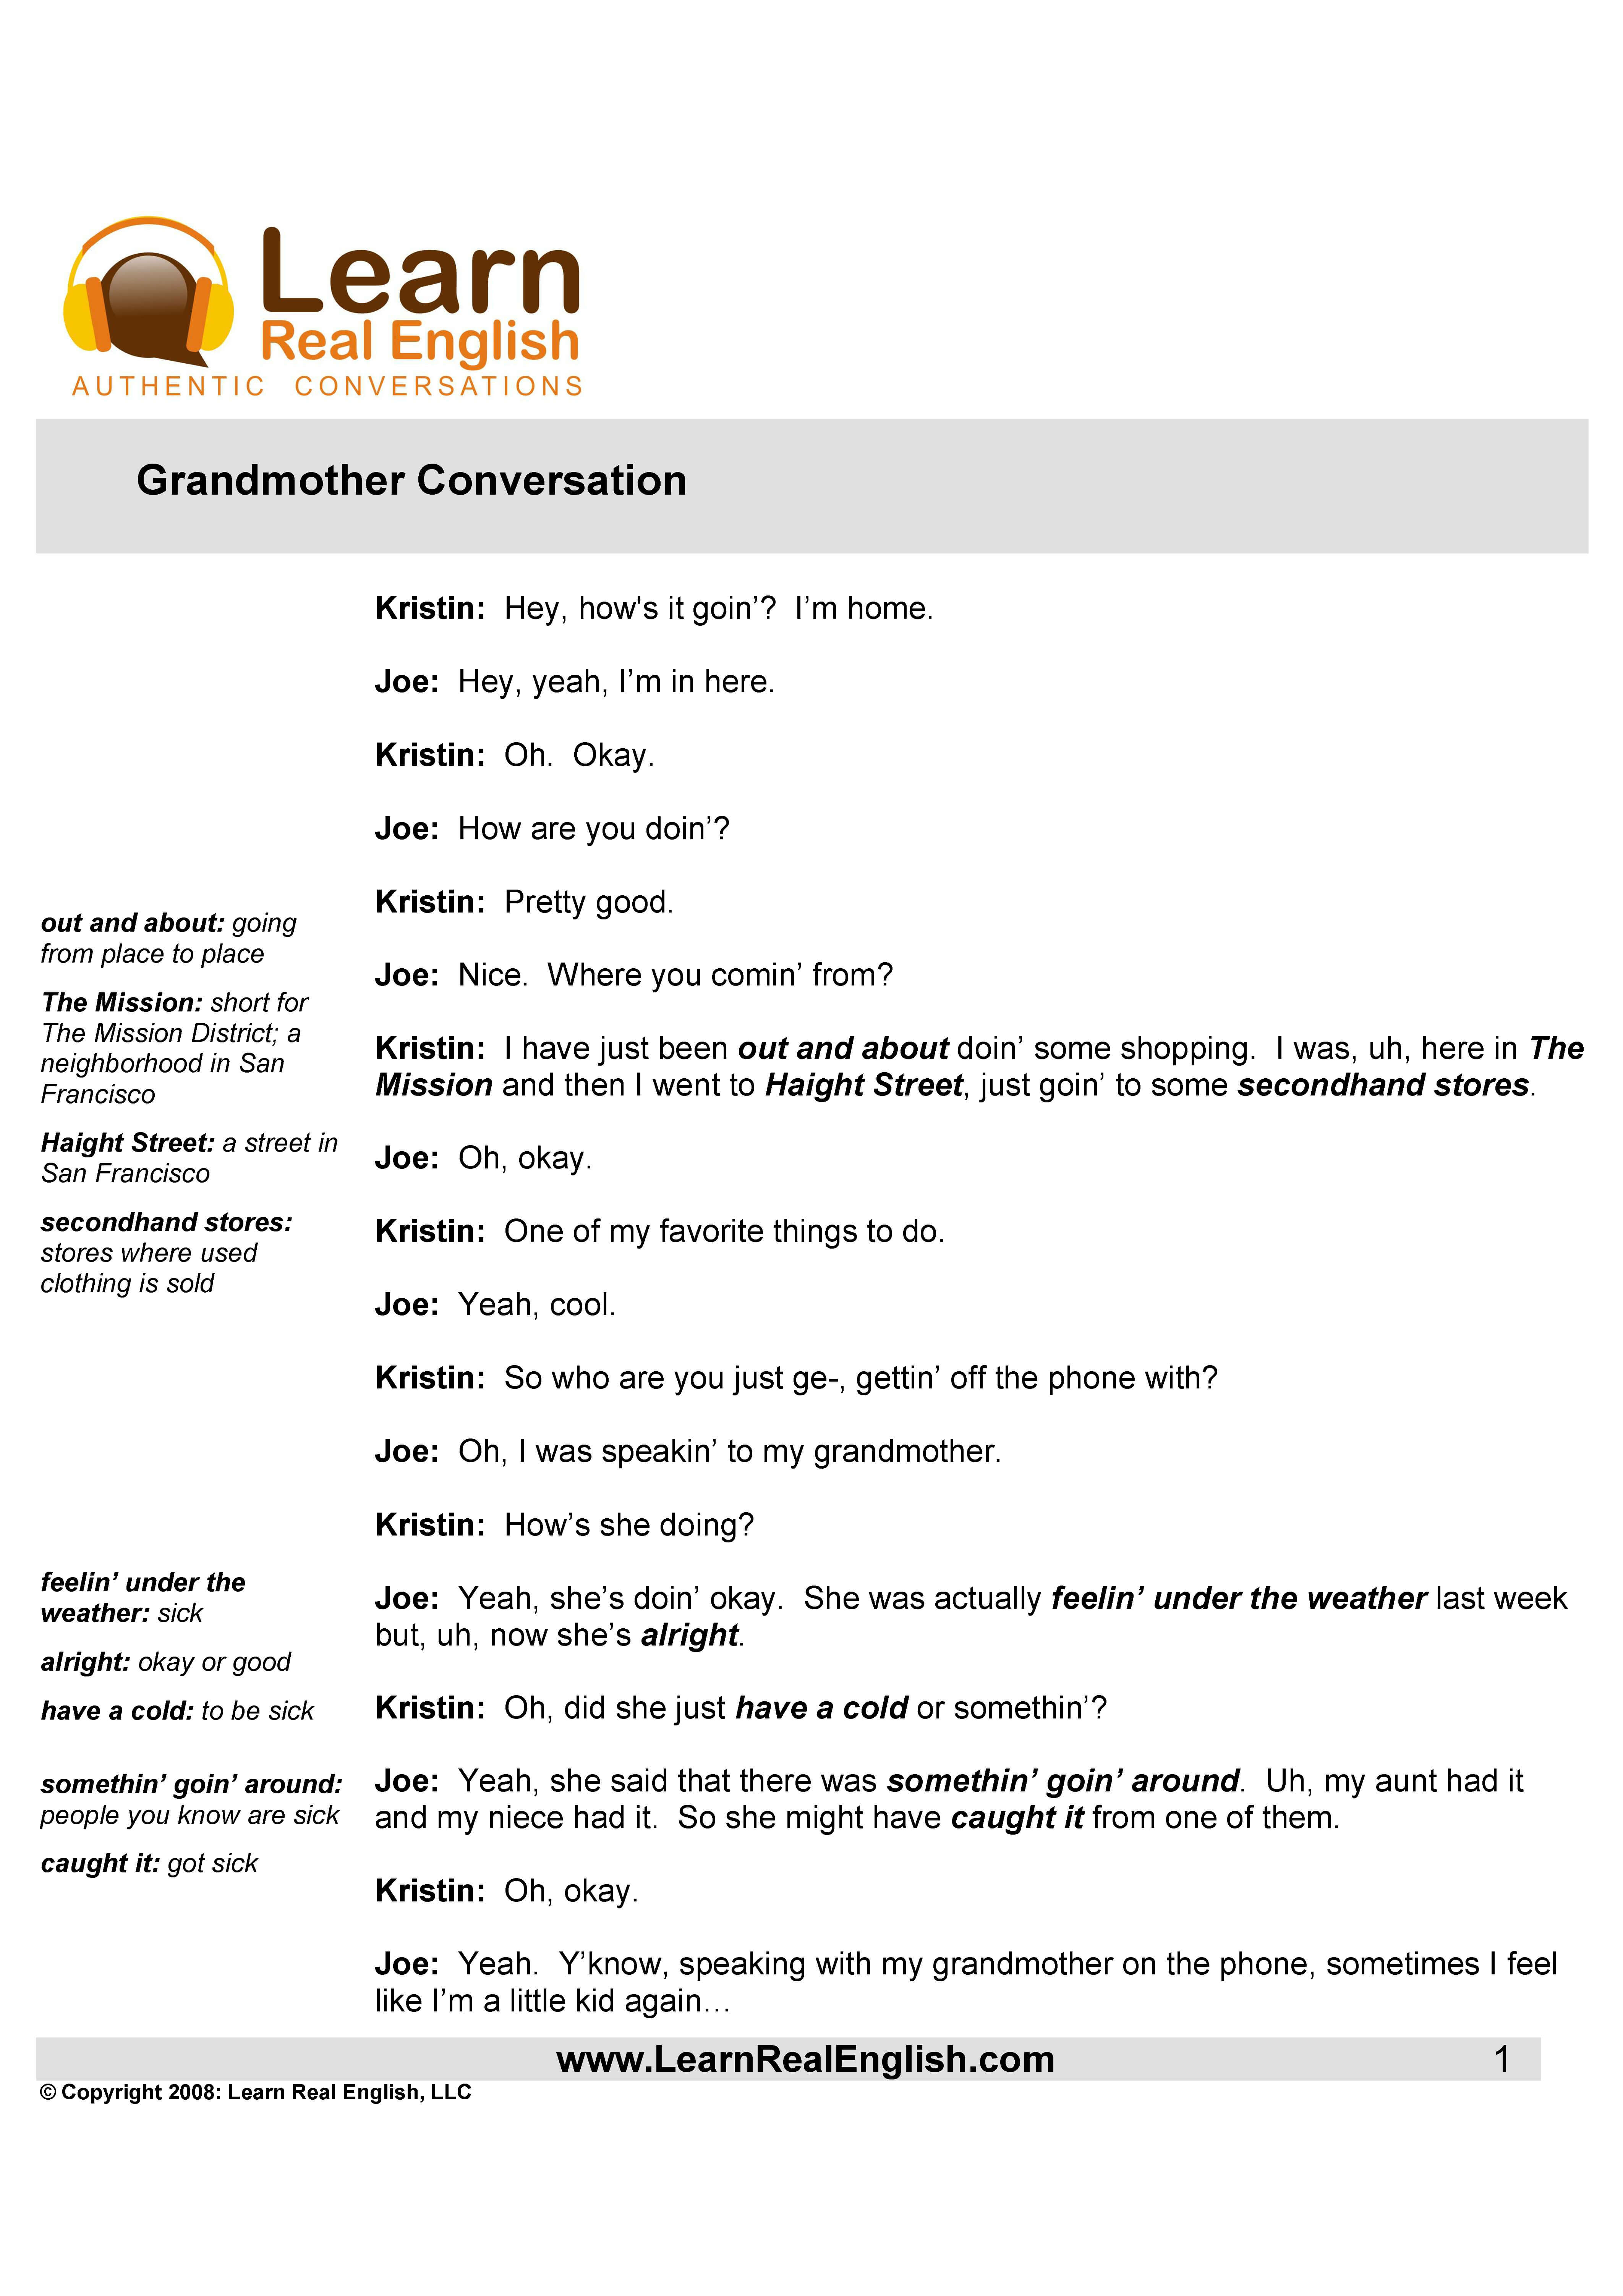 Learn
Real English
AUTHENTIC CONVERSATIONS
Grandmother Conversation
Kristin: Hey, how's it goin’? I’m home.
Joe: Hey, yeah, I’m in here.
Kristin: Oh. Okay.
Joe: How are you doin’?
Kristin: Pretty good.
out and about: going
from place to place
Joe: Nice. Where you comin’ from?
The Mission: short for
The Mission District; a
neighborhood in San
Francisco
Kristin: I have just been out and about doin’ some shopping. I was, uh, here in The
Mission and then I went to Haight Street, just goin’ to some secondhand stores.
Haight Street: a street in
San Francisco
Joe: Oh, okay.
secondhand stores:
stores where used
clothing is sold
Kristin: One of my favorite things to do.
Joe: Yeah, cool.
Kristin: So who are you just ge-, gettin’ off the phone with?
Joe: Oh, I was speakin’ to my grandmother.
Kristin: How’s she doing?
feelin’ under the
weather: sick
Joe: Yeah, she’s doin’ okay. She was actually feelin’ under the weather last week
but, uh, now she’s alright.
alright: okay or good
have a cold: to be sick
Kristin: Oh, did she just have a cold or somethin’?
somethin’ goin’ around:
people you know are sick
Joe: Yeah, she said that there was somethin’ goin’ around. Uh, my aunt had it
and my niece had it. So she might have caught it from one of them.
caught it: got sick
Kristin: Oh, okay.
Joe: Yeah. Y’know, speaking with my grandmother on the phone, sometimes I feel
like I’m a little kid again…
www.LearnRealEnglish.com 1
© Copyright 2008: Learn Real English, LLC